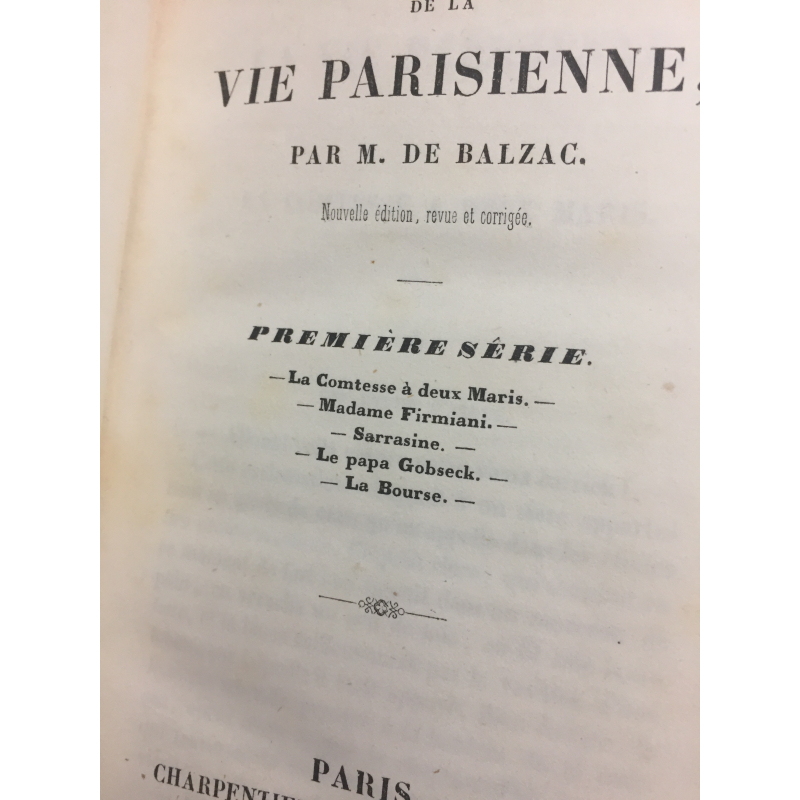 DE LA
VIE PARISIENNE,
PAR M. DE BALZAC.
Nouvelle édition, revue et corrigée.
PREMIÈRE SÉRIE.
— La Comtesse à deux Maris. —
— Madame Firmiani. —
— Sarrasine. —
— Le papa Gobseck. —
— La Bourse. —
PARIS
CHARPENTIE